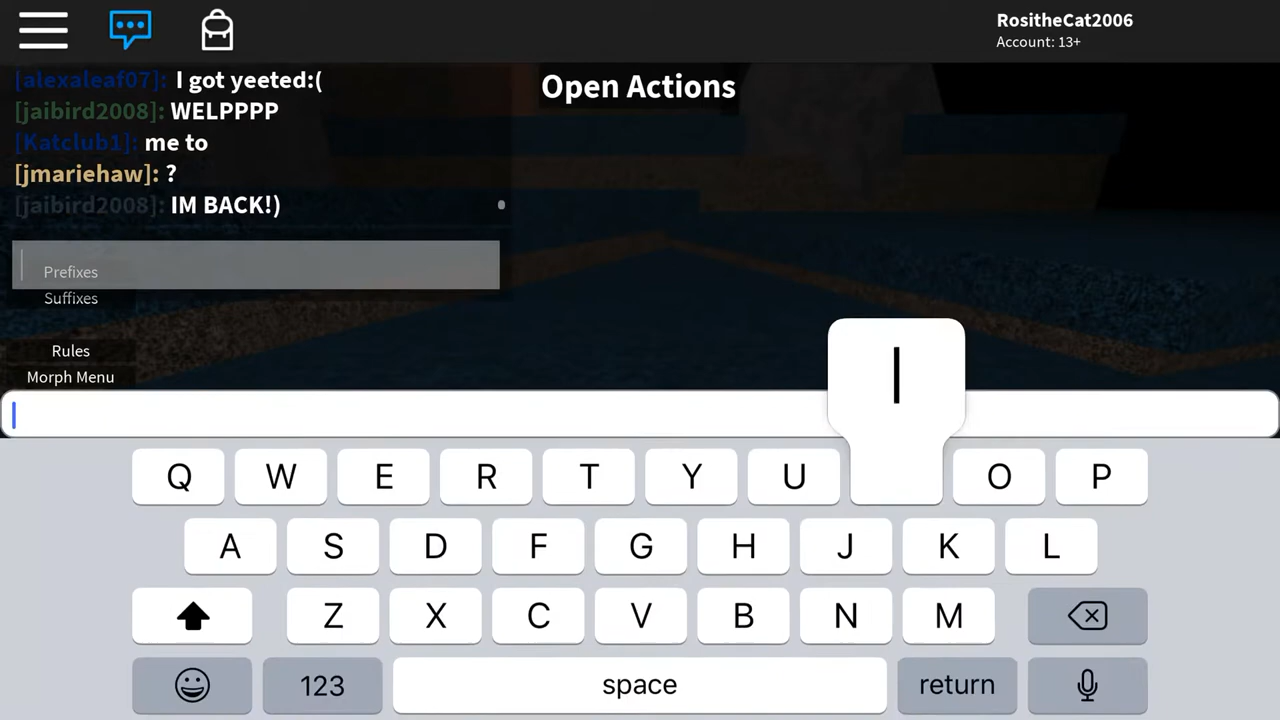 RositheCat2006
Account: 13+
Open Actions
[alexaleaf07]: I got yeeted:(
[jaibird2008]: WELPPPP
[Katclub1]: me to
[jmariehaw]: ?
[jaibird2008]: IM BACK!)
Prefixes
Suffixes
Rules
Morph Menu
I
Q W E R T Y U O P
A S D F G H J K L
Z X C V B N M
123 space return